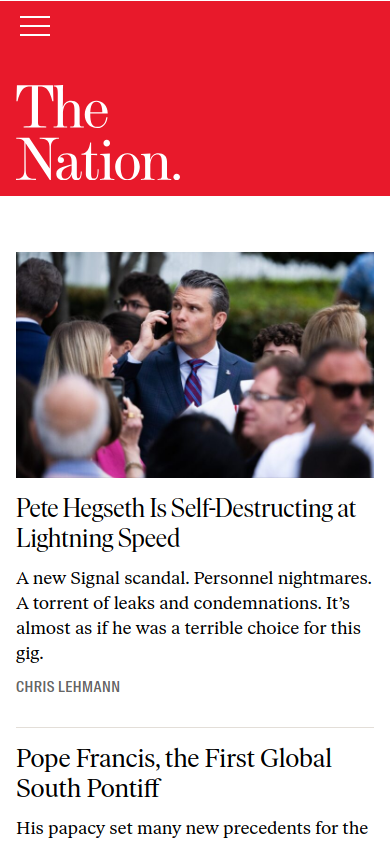 The
Nation.
Pete Hegseth Is Self-Destructing at
Lightning Speed
A new Signal scandal. Personnel nightmares.
A torrent of leaks and condemnations. It’s
almost as if he was a terrible choice for this
gig.
CHRIS LEHMANN
Pope Francis, the First Global
South Pontiff
His papacy set many new precedents for the